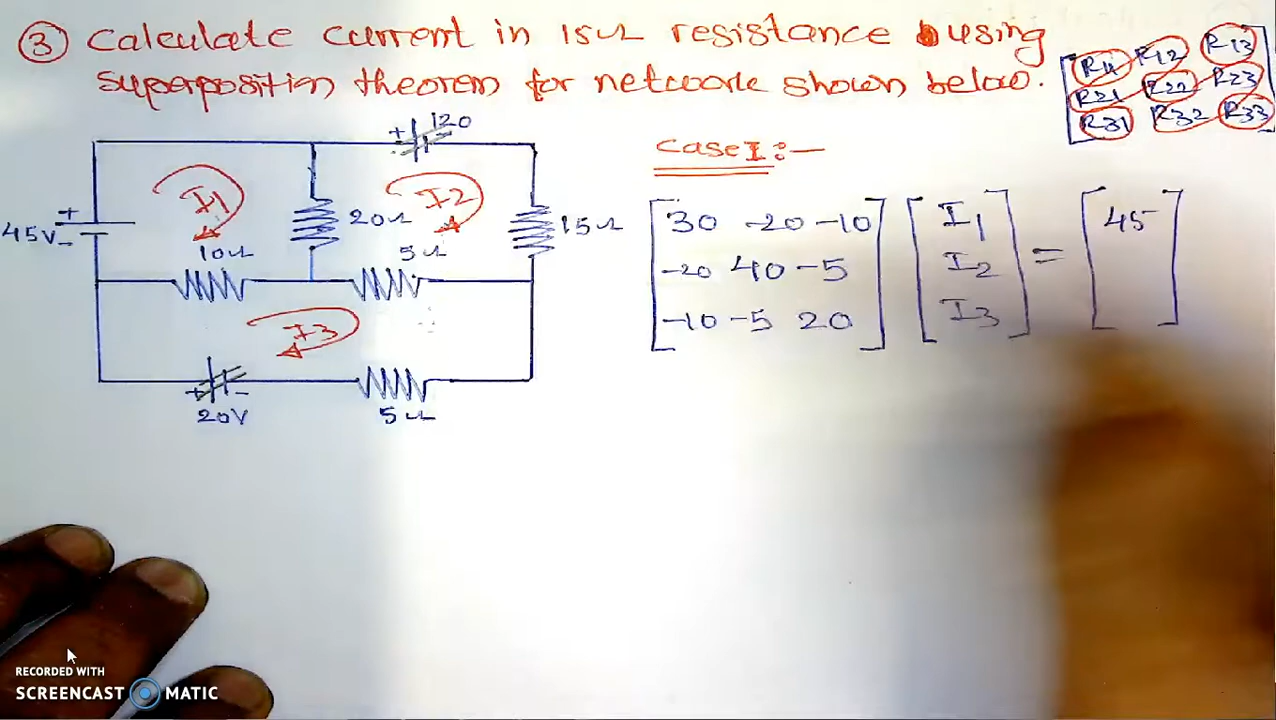 3 Calculate current in 15Ω resistance using
superposition theorem for network shown below.
R11 R12 R13
R21 R22 R23
R31 R32 R33
120
+ -
Case I:-
45V
+
-
I1
20Ω
I2
15Ω
10Ω
5Ω
I3
+ -
20V
5Ω
30 -20 -10 I1 = 45
-20 40 -5 I2
-10 -5 20 I3
RECORDED WITH
SCREENCAST MATIC